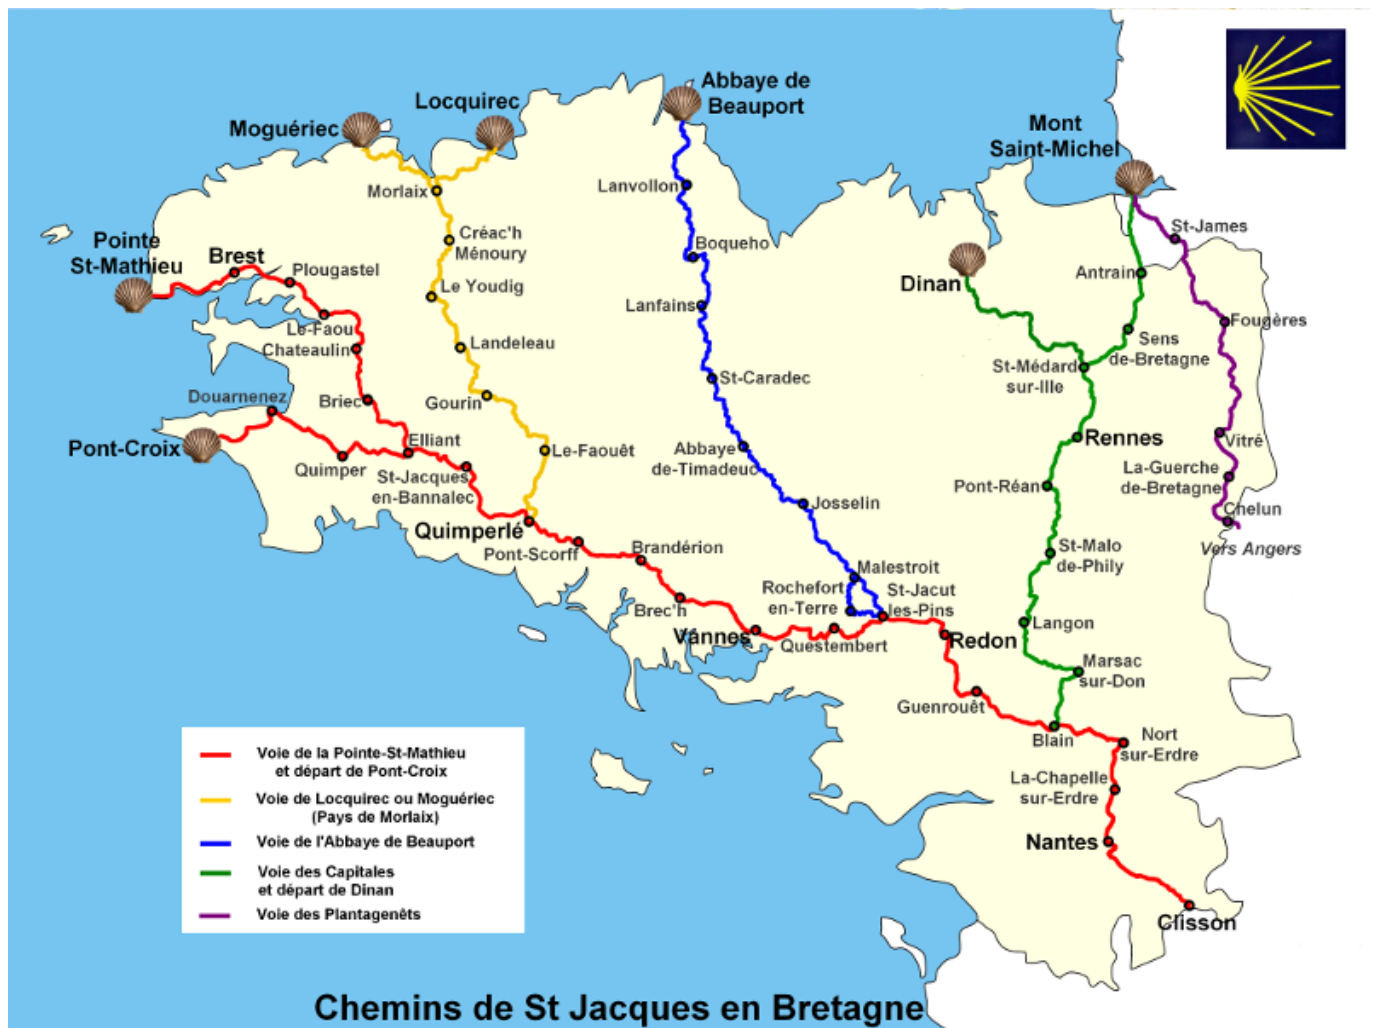 Abbaye de
Beauport
Locquirec
Moguériec
Mont
Saint-Michel
Morlaix
Lanvollon
St-James
Créac'h
Ménoury
Boqueho
Pointe
St-Mathieu
Brest
Plougastel
Dinan
Antrain
Le Youdig
Lanfains
Fougères
Le-Faou
Sens
de-Bretagne
Chateaulin
Landeleau
St-Médard
sur-Ille
St-Caradec
Douarnenez
Briec
Gourin
Rennes
Vitré
Pont-Croix
Elliant
Le-Faouêt
Abbaye
de-Timadeuc
Quimper
St-Jacques
en-Bannalec
La-Guerche
de-Bretagne
Pont-Réan
Josselin
Chelun
Quimperlé
Vers Angers
Pont-Scorff
Brandérion
St-Malo
de-Phily
Malestroit
Rochefort
en-Terre
St-Jacut
les-Pins
Brec'h
Langon
Vannes
Questembert
Redon
Marsac
sur-Don
Guenrouêt
Blain
Nort
sur-Erdre
La-Chapelle
sur-Erdre
Nantes
Clisson
Voie de la Pointe-St-Mathieu
et départ de Pont-Croix
Voie de Locquirec ou Moguériec
(Pays de Morlaix)
Voie de l'Abbaye de Beauport
Voie des Capitales
et départ de Dinan
Voie des Plantagenêts
Chemins de St Jacques en Bretagne